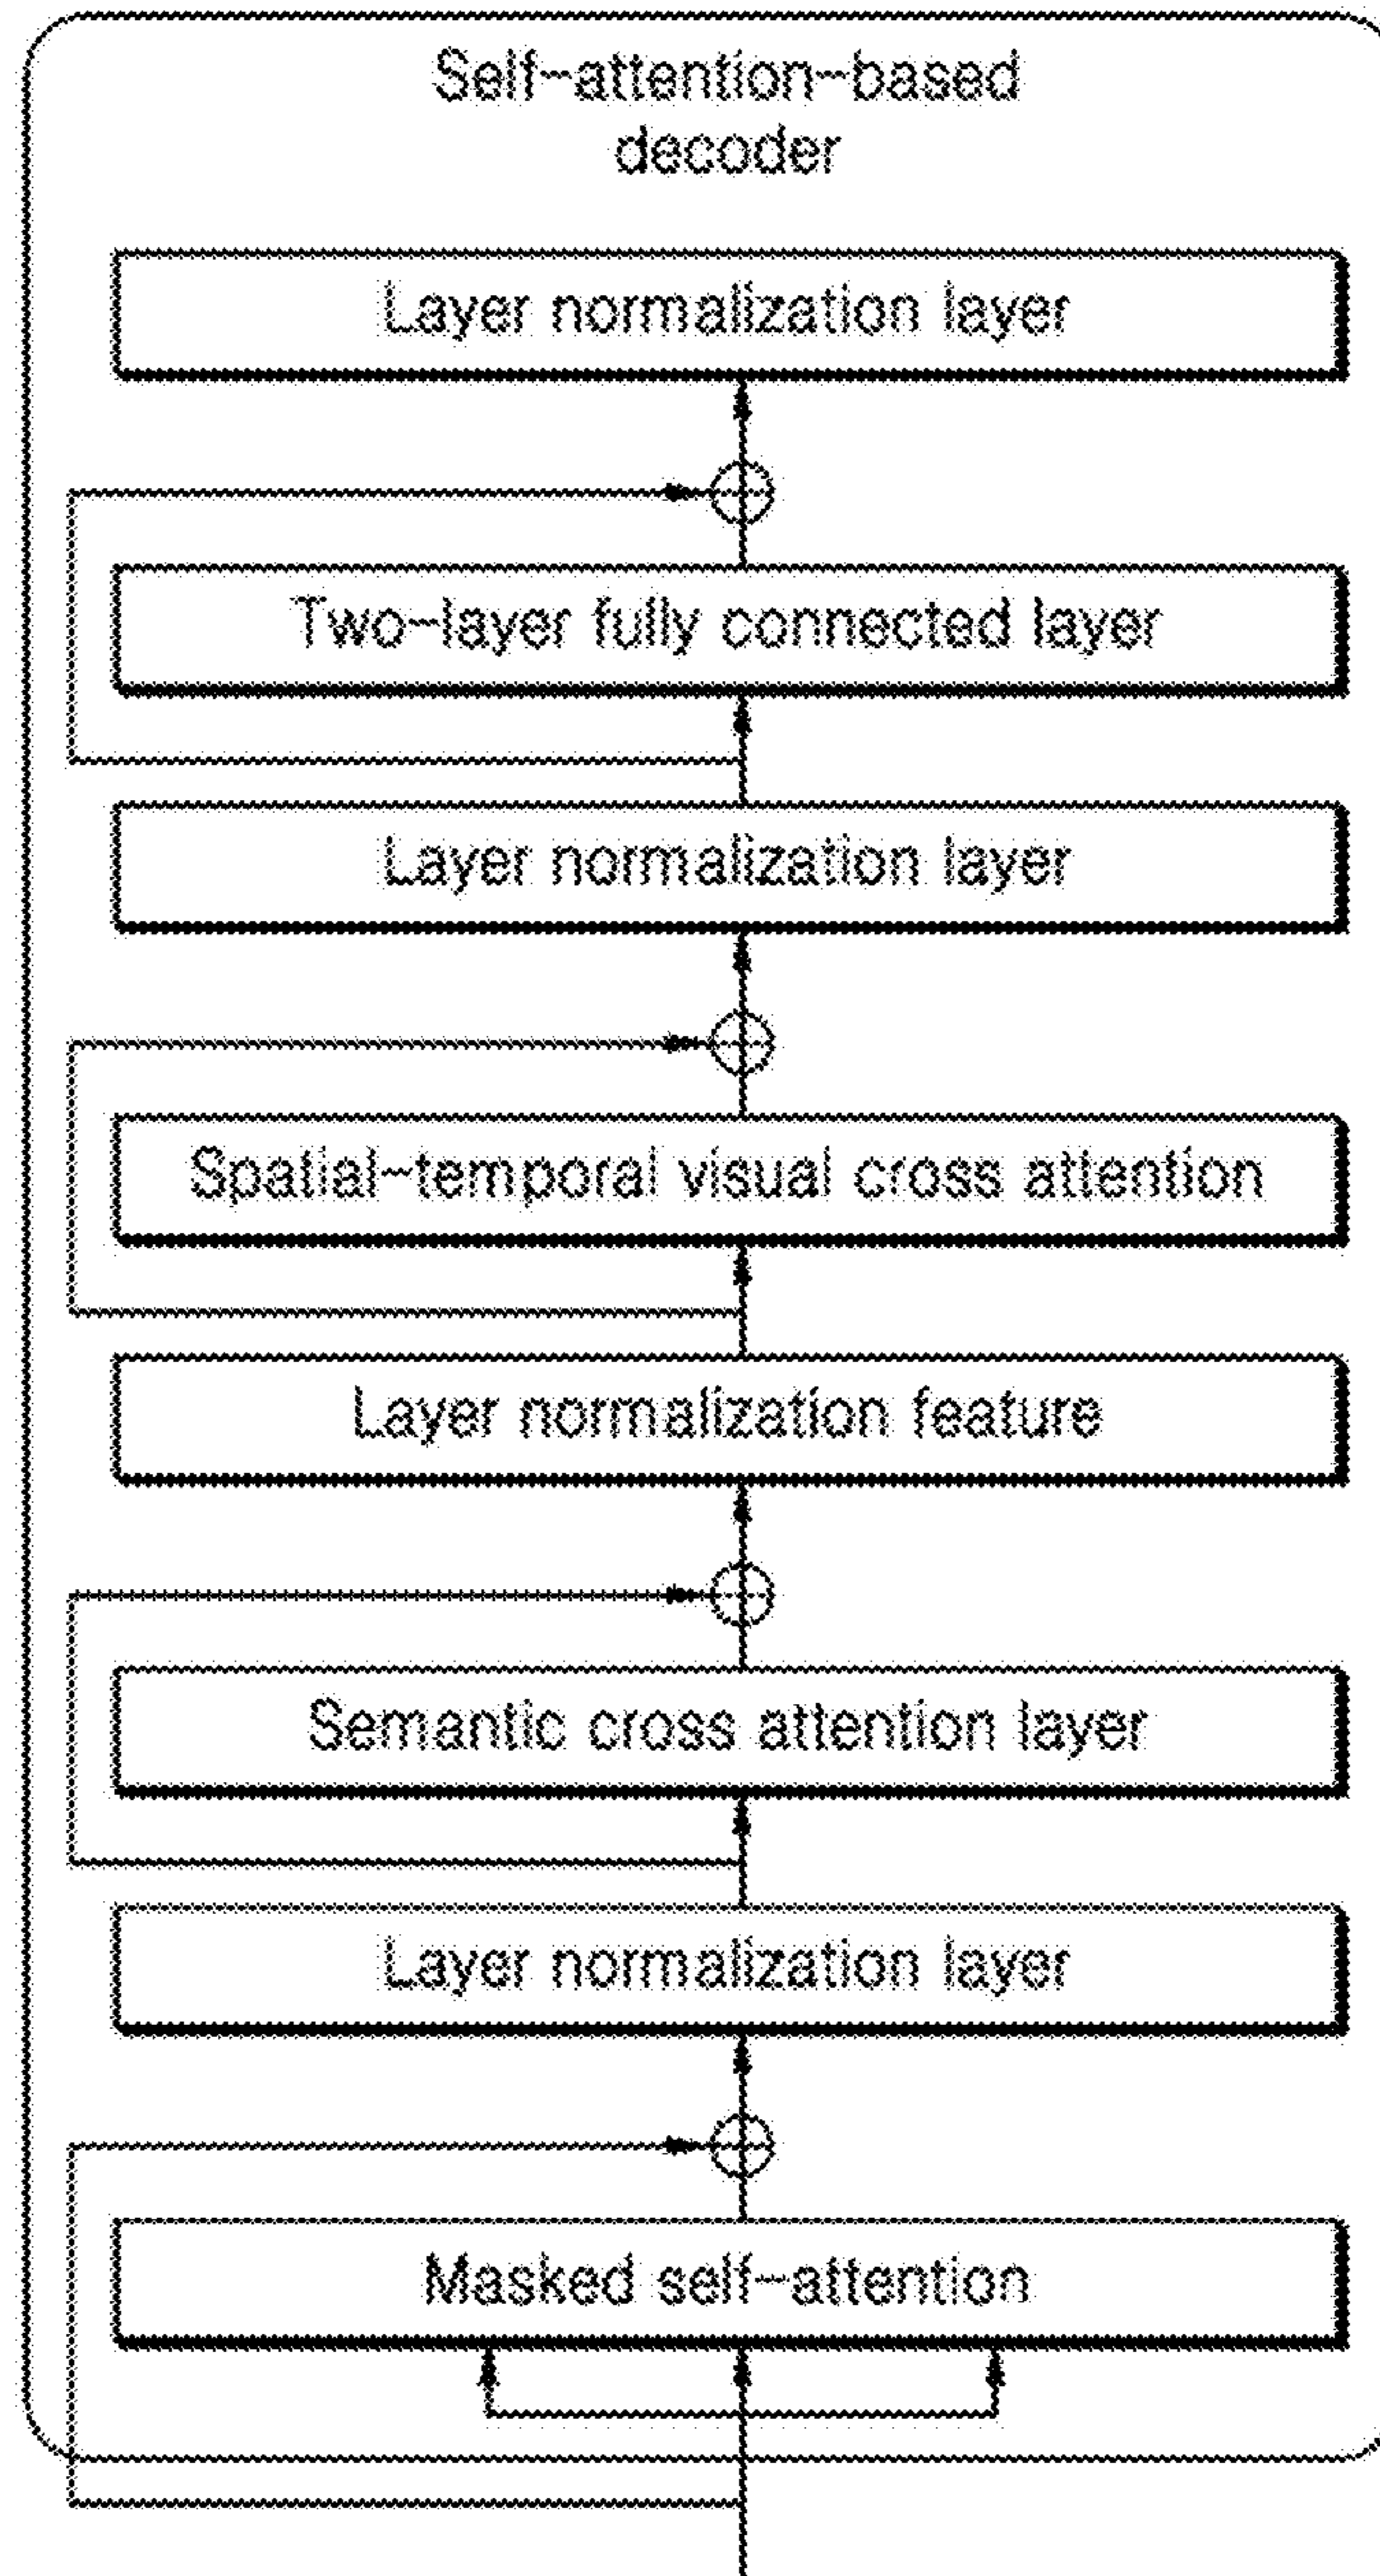 Self-attention-based
decoder
Layer normalization layer
Two-layer fully connected layer
Layer normalization layer
Spatial-temporal visual cross attention
Layer normalization feature
Semantic cross attention layer
Layer normalization layer
Masked self-attention